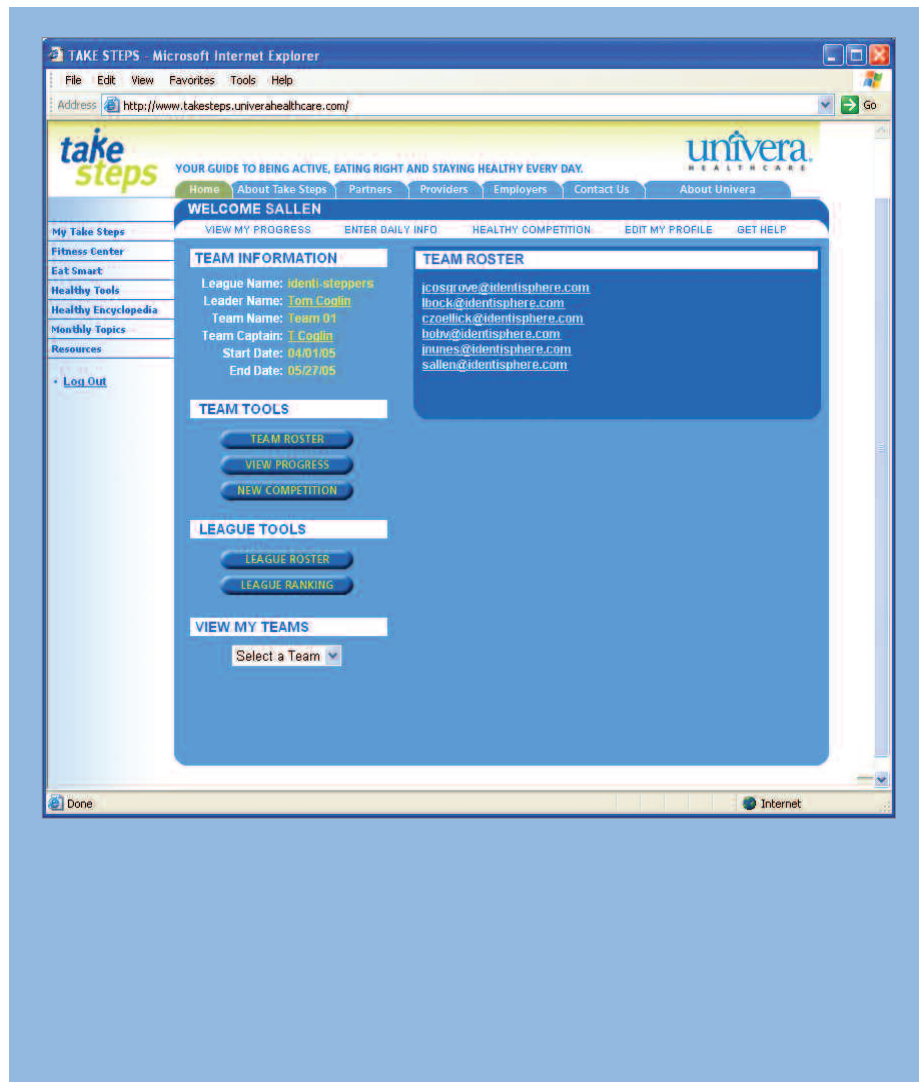 TAKE STEPS - Microsoft Internet Explorer
File Edit View Favorites Tools Help
Address http://www.takesteps.univerahealthcare.com/ Go
take
steps
YOUR GUIDE TO BEING ACTIVE, EATING RIGHT AND STAYING HEALTHY EVERY DAY.
univera
HEALTHCARE
Home About Take Steps Partners Providers Employers Contact Us About Univera
WELCOME SALLEN
VIEW MY PROGRESS ENTER DAILY INFO HEALTHY COMPETITION EDIT MY PROFILE GET HELP
My Take Steps
Fitness Center
Eat Smart
Healthy Tools
Healthy Encyclopedia
Monthly Topics
Resources
Log Out
TEAM INFORMATION
League Name: identi-steppers
Leader Name: Tom Coglin
Team Name: Team 01
Team Captain: T Coglin
Start Date: 04/01/05
End Date: 05/27/05
TEAM TOOLS
TEAM ROSTER
VIEW PROGRESS
NEW COMPETITION
LEAGUE TOOLS
LEAGUE ROSTER
LEAGUE RANKING
VIEW MY TEAMS
Select a Team
TEAM ROSTER
jcosgrove@identisphere.com
lbock@identisphere.com
czoellick@identisphere.com
bobv@identisphere.com
jnunes@identisphere.com
sallen@identisphere.com
Done Internet